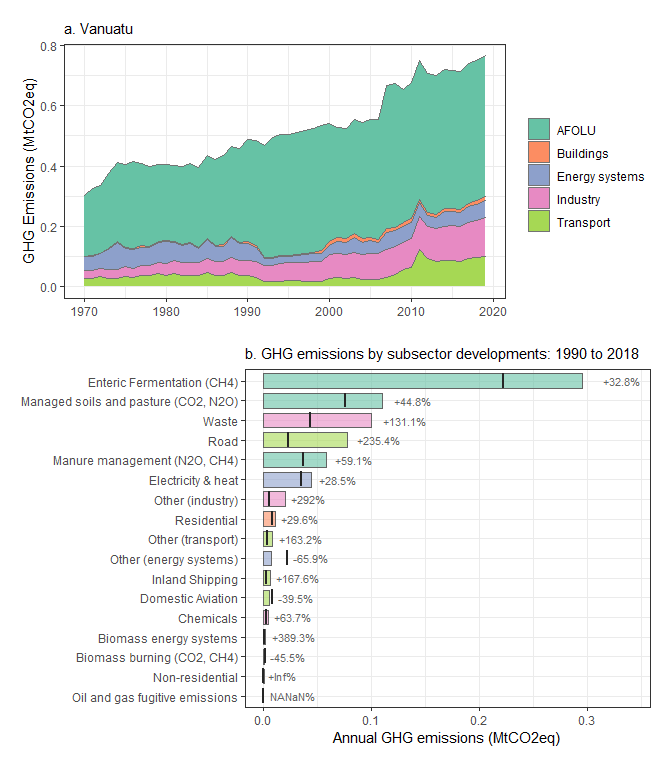 a. Vanuatu
GHG Emissions (MtCO2eq)
0.8
0.6
0.4
0.2
0.0
1970 1980 1990 2000 2010 2020
AFOLU
Buildings
Energy systems
Industry
Transport
b. GHG emissions by subsector developments: 1990 to 2018
Enteric Fermentation (CH4) +32.8%
Managed soils and pasture (CO2, N2O) +44.8%
Waste +131.1%
Road +235.4%
Manure management (N2O, CH4) +59.1%
Electricity & heat +28.5%
Other (industry) +292%
Residential +29.6%
Other (transport) +163.2%
Other (energy systems) -65.9%
Inland Shipping +167.6%
Domestic Aviation -39.5%
Chemicals +63.7%
Biomass energy systems +389.3%
Biomass burning (CO2, CH4) -45.5%
Non-residential +Inf%
Oil and gas fugitive emissions NANaN%
0.0 0.1 0.2 0.3
Annual GHG emissions (MtCO2eq)